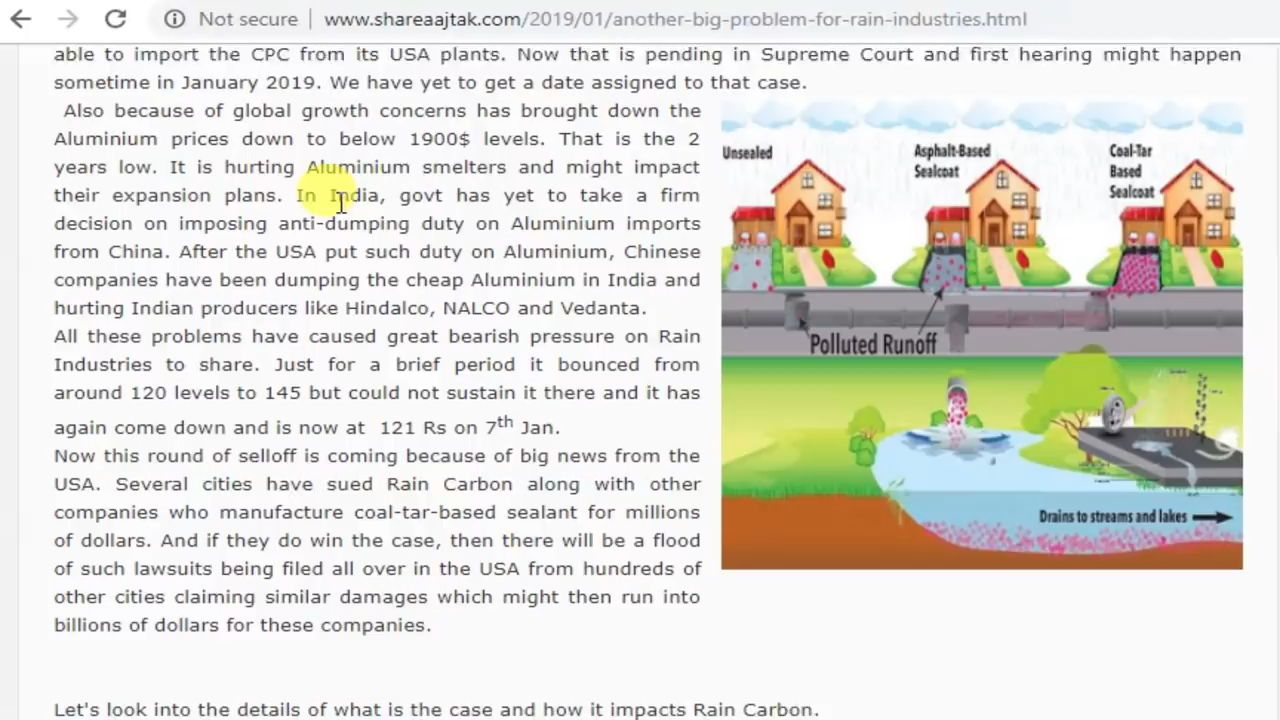 Not secure | www.shareaajtak.com/2019/01/another-big-problem-for-rain-industries.html
able to import the CPC from its USA plants. Now that is pending in Supreme Court and first hearing might happen
sometime in January 2019. We have yet to get a date assigned to that case.
Also because of global growth concerns has brought down the
Aluminium prices down to below 1900$ levels. That is the 2
years low. It is hurting Aluminium smelters and might impact
their expansion plans. In India, govt has yet to take a firm
decision on imposing anti-dumping duty on Aluminium imports
from China. After the USA put such duty on Aluminium, Chinese
companies have been dumping the cheap Aluminium in India and
hurting Indian producers like Hindalco, NALCO and Vedanta.
All these problems have caused great bearish pressure on Rain
Industries to share. Just for a brief period it bounced from
around 120 levels to 145 but could not sustain it there and it has
again come down and is now at 121 Rs on 7th Jan.
Now this round of selloff is coming because of big news from the
USA. Several cities have sued Rain Carbon along with other
companies who manufacture coal-tar-based sealant for millions
of dollars. And if they do win the case, then there will be a flood
of such lawsuits being filed all over in the USA from hundreds of
other cities claiming similar damages which might then run into
billions of dollars for these companies.
Unsealed
Asphalt-Based
Sealcoat
Coal-Tar
Based
Sealcoat
Polluted Runoff
Drains to streams and lakes
Let's look into the details of what is the case and how it impacts Rain Carbon.